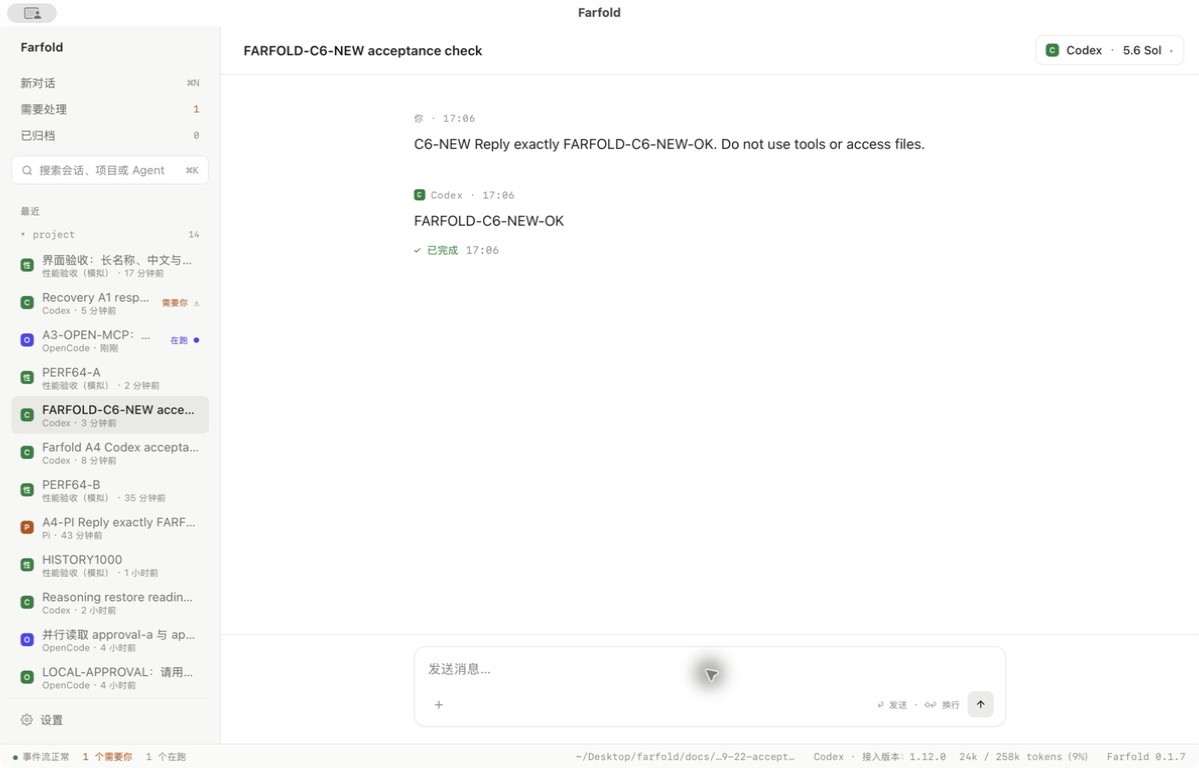 Farfold
Farfold
新对话 ⌘N
需要处理 1
已归档 0
搜索会话、项目或 Agent ⌘K
最近
project 14
性 界面验收：长名称、中文与...
性能验收（模拟） · 17 分钟前
C Recovery A1 resp... 需要你
Codex · 5 分钟前
O A3-OPEN-MCP：... 在跑
OpenCode · 刚刚
性 PERF64-A
性能验收（模拟） · 2 分钟前
C FARFOLD-C6-NEW acce...
Codex · 3 分钟前
C Farfold A4 Codex accepta...
Codex · 8 分钟前
性 PERF64-B
性能验收（模拟） · 35 分钟前
P A4-PI Reply exactly FARF...
Pi · 43 分钟前
性 HISTORY1000
性能验收（模拟） · 1 小时前
C Reasoning restore readin...
Codex · 2 小时前
O 并行读取 approval-a 与 ap...
OpenCode · 4 小时前
O LOCAL-APPROVAL：请用...
OpenCode · 4 小时前
设置
FARFOLD-C6-NEW acceptance check
C Codex · 5.6 Sol
你 · 17:06
C6-NEW Reply exactly FARFOLD-C6-NEW-OK. Do not use tools or access files.
C Codex · 17:06
FARFOLD-C6-NEW-OK
✓ 已完成 17:06
发送消息...
+ ↵ 发送 · ◇↵ 换行 ↑
事件流正常 1 个需要你 1 个在跑 ~/Desktop/farfold/docs/…9-22-accept… Codex · 接入版本: 1.12.0 24k / 258k tokens (9%) Farfold 0.1.7